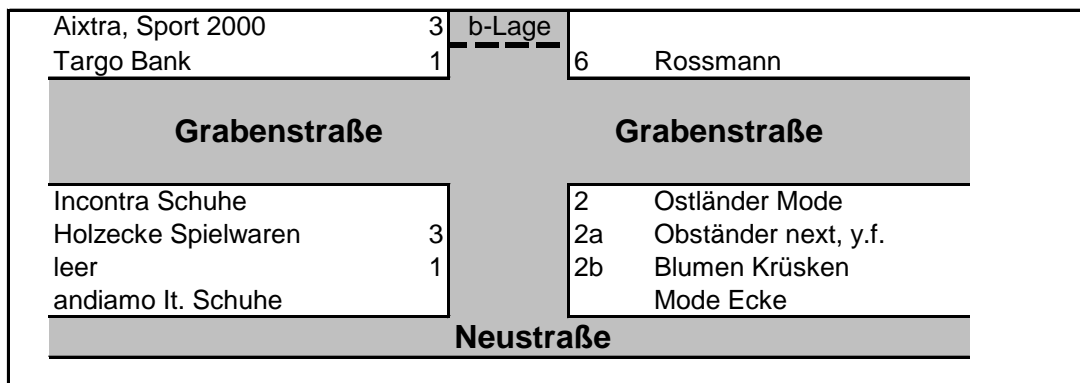 Aixtra, Sport 2000 3 b-Lage
Targo Bank 1 6 Rossmann
Grabenstraße Grabenstraße
Incontra Schuhe 2 Ostländer Mode
Holzecke Spielwaren 3 2a Obständer next, y.f.
leer 1 2b Blumen Krüsken
andiamo It. Schuhe Mode Ecke
Neustraße